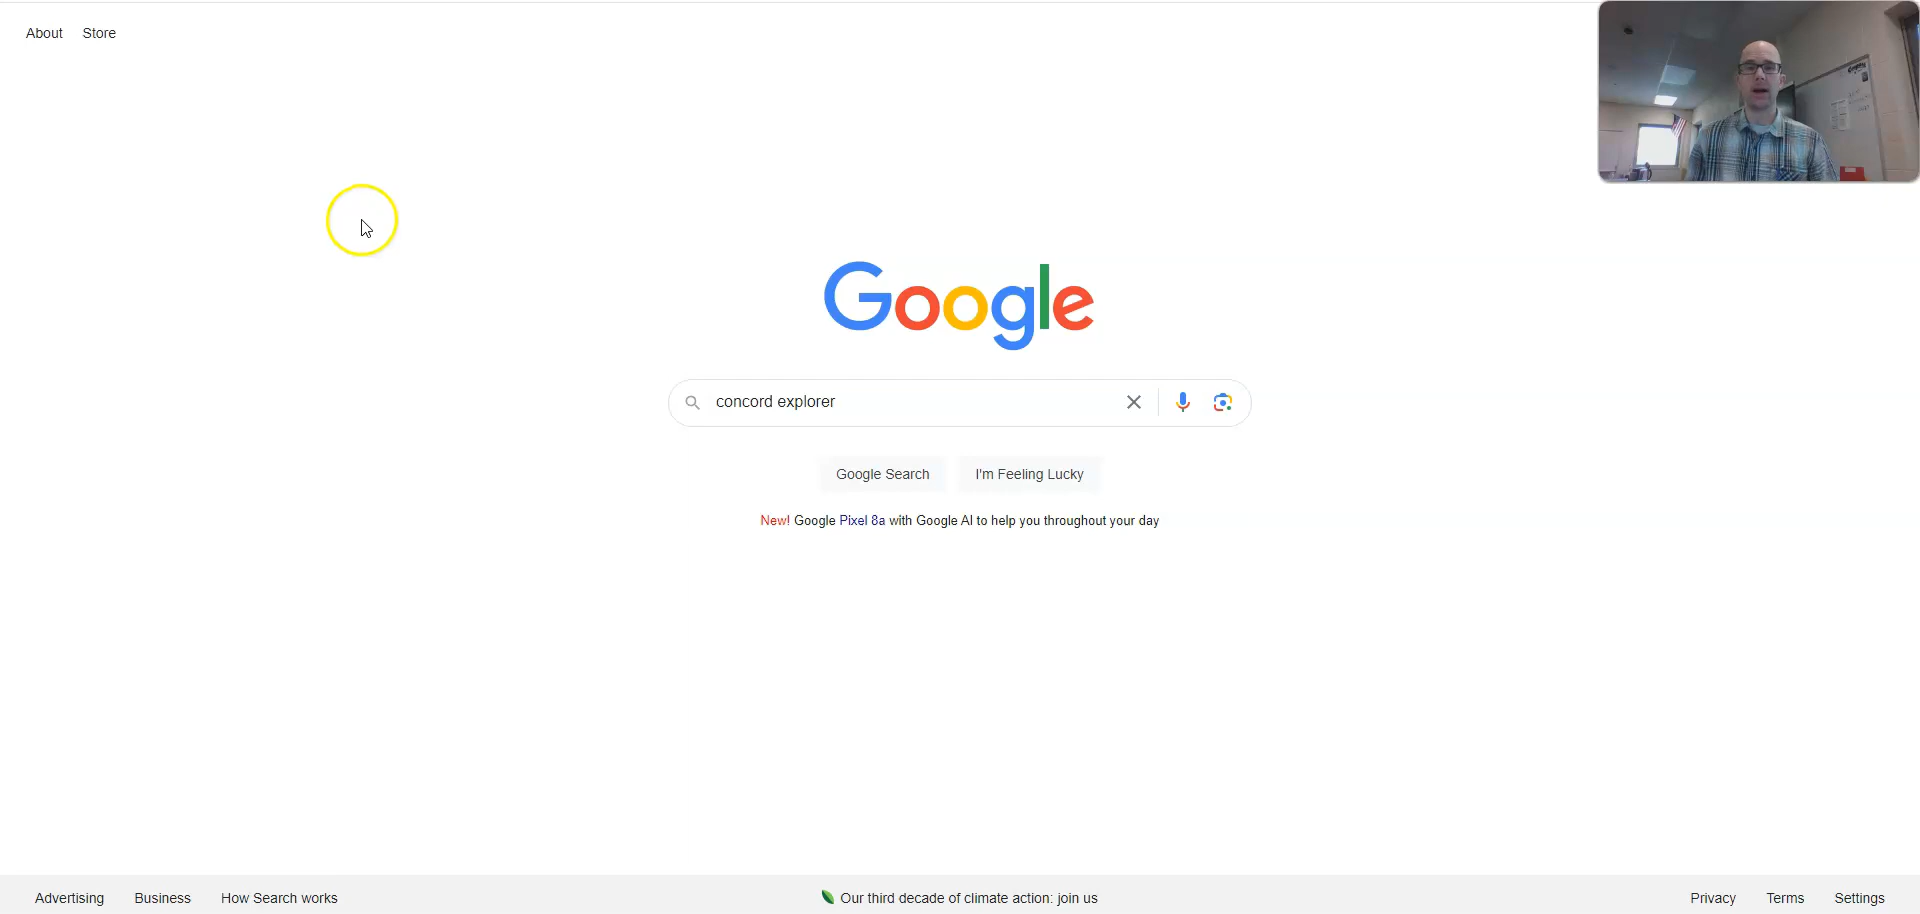 About Store
Google
concord explorer
Google Search I'm Feeling Lucky
New! Google Pixel 8a with Google AI to help you throughout your day
Advertising Business How Search works Our third decade of climate action: join us Privacy Terms Settings